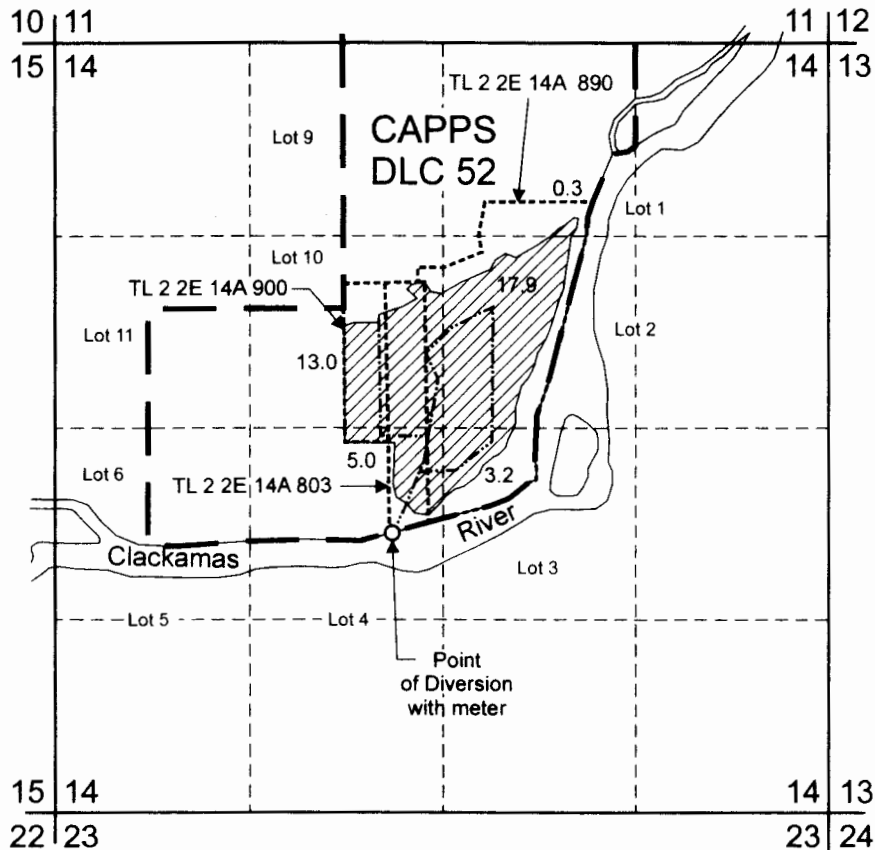 10 11
11 12
15 14
14 13
TL 2 2E 14A 890
Lot 9
CAPPS
DLC 52
0.3
Lot 1
Lot 10
TL 2 2E 14A 900
17.9
Lot 11
Lot 2
13.0
5.0
Lot 6
TL 2 2E 14A 803
3.2
River
Clackamas
Lot 3
Lot 5
Lot 4
Point
of Diversion
with meter
15 14
14 13
22 23
23 24